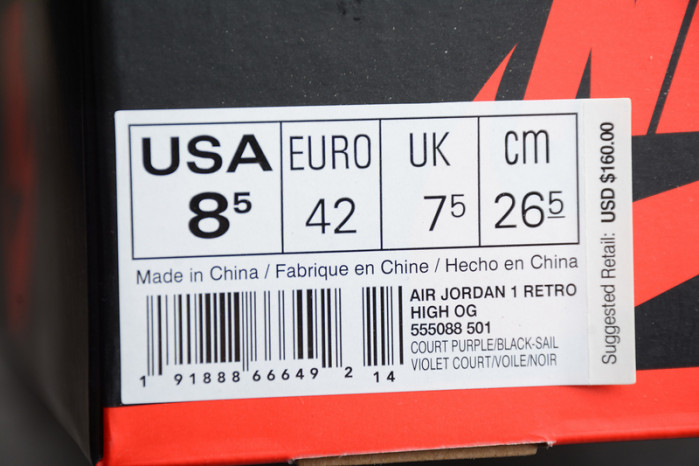 USA EURO UK cm
8⁵ 42 7⁵ 26⁵
Made in China / Fabrique en Chine / Hecho en China
AIR JORDAN 1 RETRO
HIGH OG
555088 501
COURT PURPLE/BLACK-SAIL
VIOLET COURT/VOILE/NOIR
1 91888 66649 2 14
Suggested Retail: USD $160.00